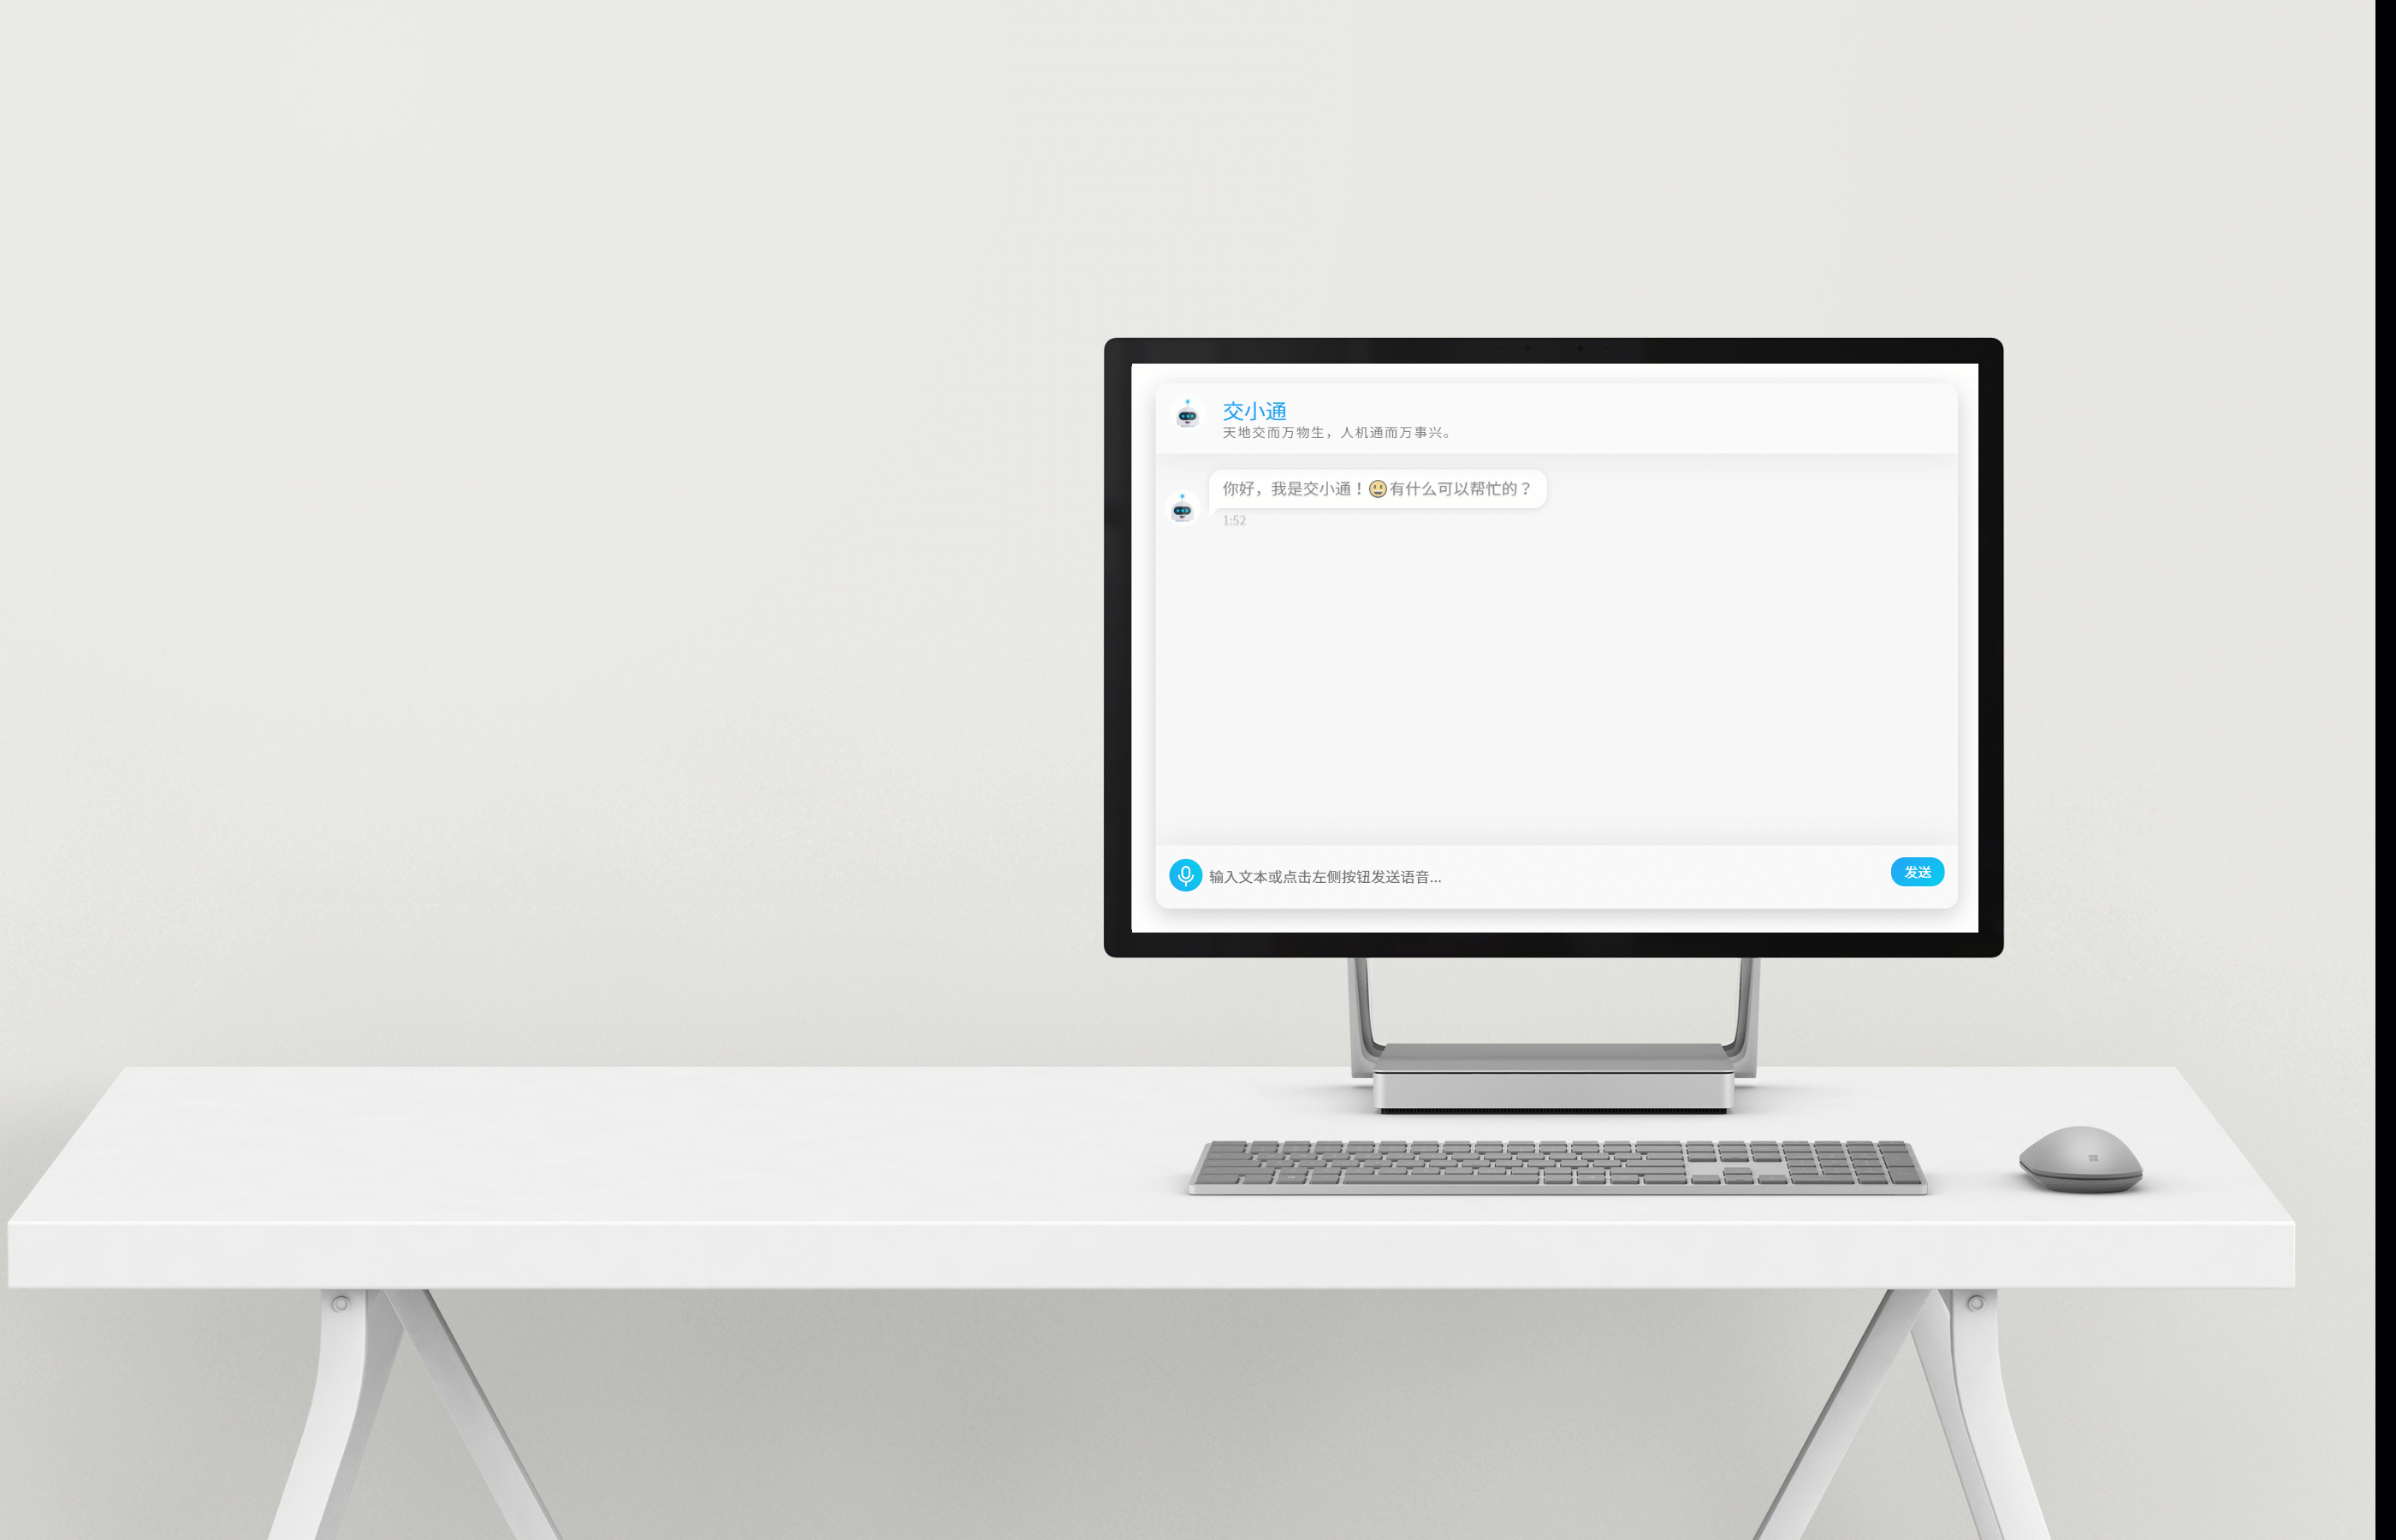 交小通
天地交而万物生，人机通而万事兴。
你好，我是交小通！😃有什么可以帮忙的？
1:52
输入文本或点击左侧按钮发送语音...
发送